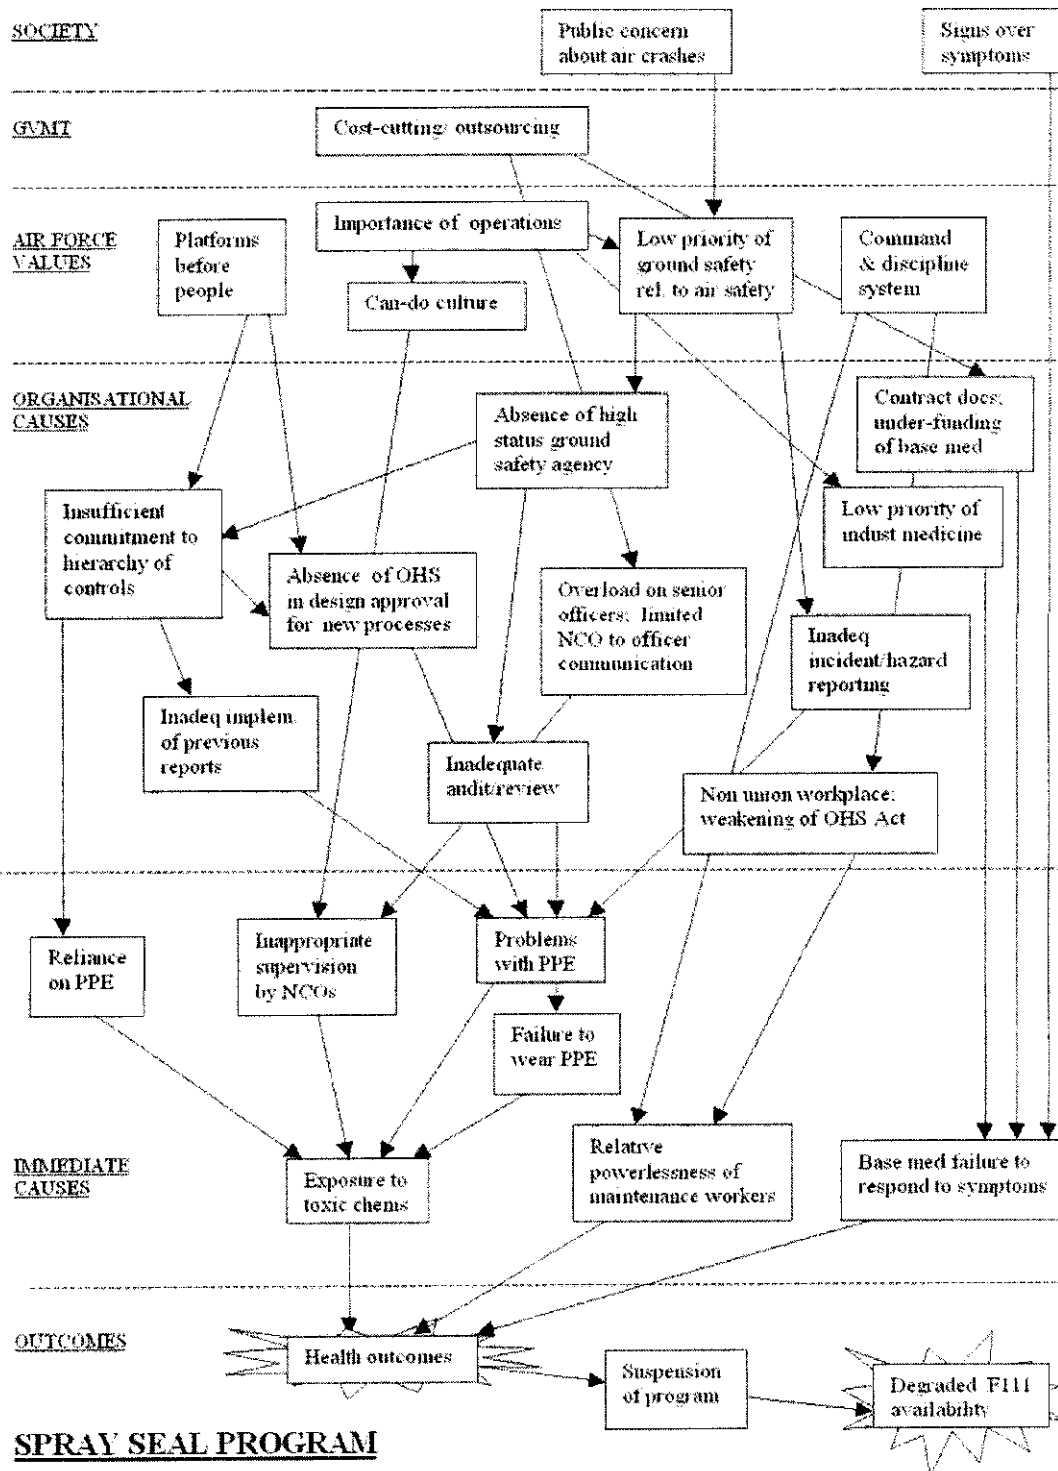 SOCIETY
Public concern
about air crashes
Signs over
symptoms
GVMT
Cost-cutting/ outsourcing
AIR FORCE
VALUES
Platforms
before
people
Importance of operations
Can-do culture
Low priority of
ground safety
rel. to air safety
Command
& discipline
system
ORGANISATIONAL
CAUSES
Absence of high
status ground
safety agency
Contract docs;
under-funding
of base med
Insufficient
commitment to
hierarchy of
controls
Low priority of
indust medicine
Absence of OHS
in design approval
for new processes
Overload on senior
officers; limited
NCO to officer
communication
Inadeq
incident/hazard
reporting
Inadeq implem.
of previous
reports
Inadequate
audit/review
Non union workplace;
weakening of OHS Act
Reliance
on PPE
Inappropriate
supervision
by NCOs
Problems
with PPE
Failure to
wear PPE
IMMEDIATE
CAUSES
Exposure to
toxic chems
Relative
powerlessness of
maintenance workers
Base med failure to
respond to symptoms
OUTCOMES
Health outcomes
Suspension
of program
Degraded F111
availability
SPRAY SEAL PROGRAM